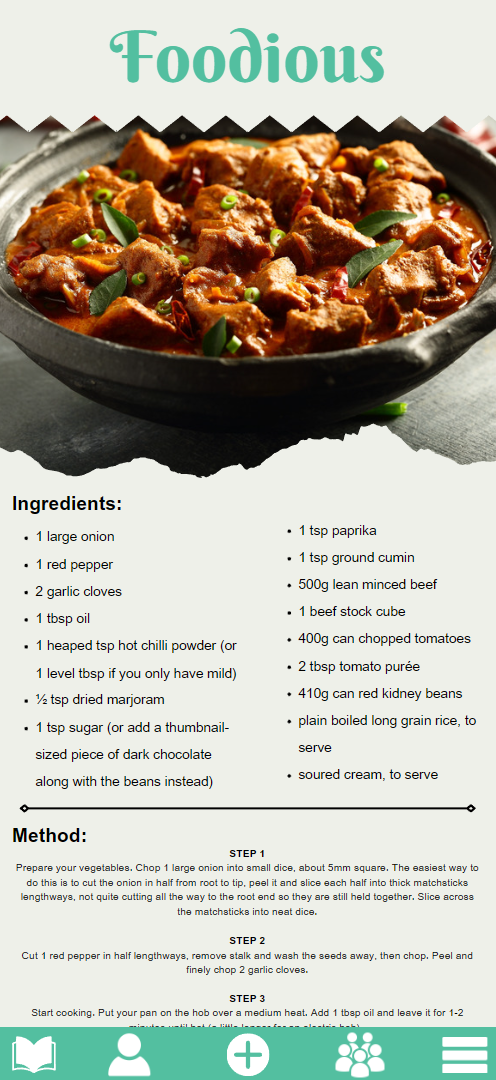 Foodious
Ingredients:
• 1 large onion
• 1 red pepper
• 2 garlic cloves
• 1 tbsp oil
• 1 heaped tsp hot chilli powder (or
1 level tbsp if you only have mild)
• ½ tsp dried marjoram
• 1 tsp sugar (or add a thumbnail-
sized piece of dark chocolate
along with the beans instead)
• 1 tsp paprika
• 1 tsp ground cumin
• 500g lean minced beef
• 1 beef stock cube
• 400g can chopped tomatoes
• 2 tbsp tomato purée
• 410g can red kidney beans
• plain boiled long grain rice, to
serve
• soured cream, to serve
Method:
STEP 1
Prepare your vegetables. Chop 1 large onion into small dice, about 5mm square. The easiest way to
do this is to cut the onion in half from root to tip, peel it and slice each half into thick matchsticks
lengthways, not quite cutting all the way to the root end so they are still held together. Slice across
the matchsticks into neat dice.
STEP 2
Cut 1 red pepper in half lengthways, remove stalk and wash the seeds away, then chop. Peel and
finely chop 2 garlic cloves.
STEP 3
Start cooking. Put your pan on the hob over a medium heat. Add 1 tbsp oil and leave it for 1-2
minutes until hot (a little longer for an electric hob).